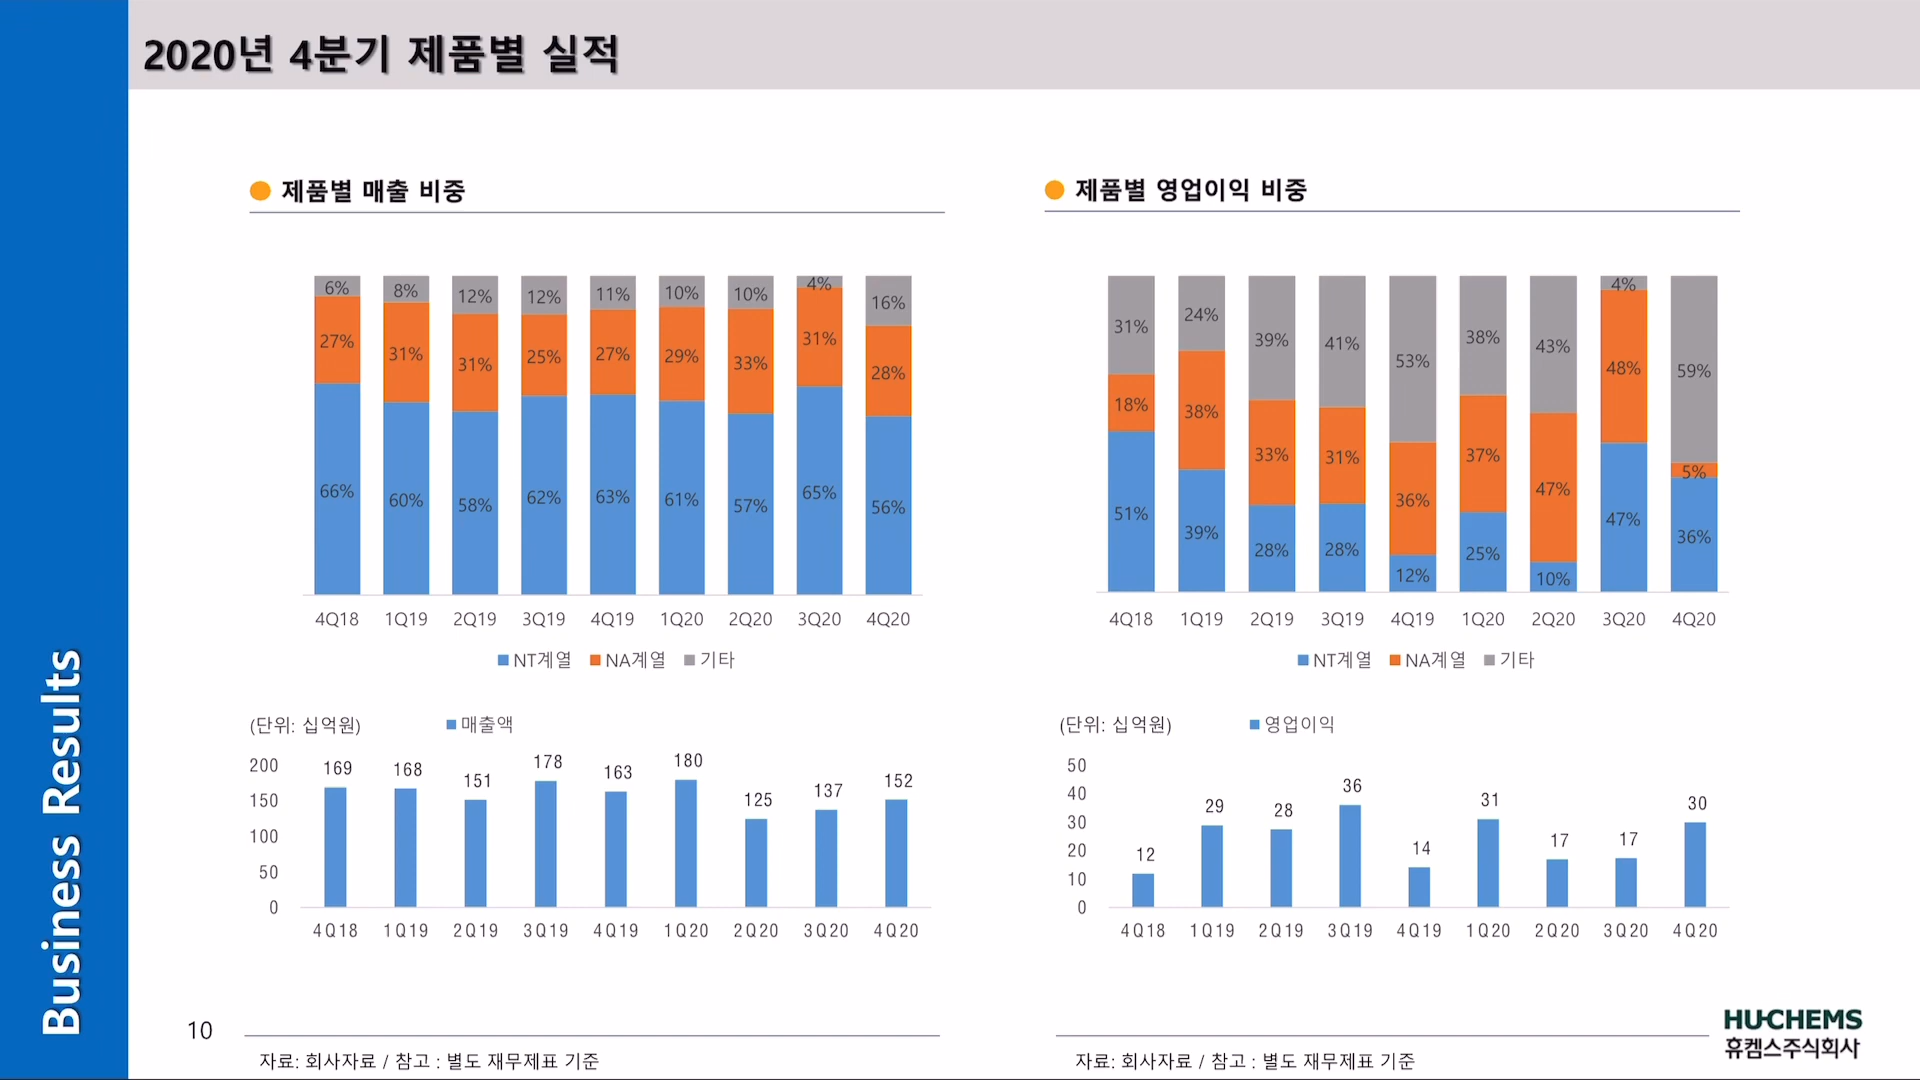 2020년 4분기 제품별 실적
Business Results
제품별 매출 비중
6% 8% 12% 12% 11% 10% 10% 4% 16%
27% 31% 31% 25% 27% 29% 33% 31% 28%
66% 60% 58% 62% 63% 61% 57% 65% 56%
4Q18 1Q19 2Q19 3Q19 4Q19 1Q20 2Q20 3Q20 4Q20
NT계열 NA계열 기타
(단위: 십억원) 매출액
200
150
100
50
0
169 168 151 178 163 180 125 137 152
4Q18 1Q19 2Q19 3Q19 4Q19 1Q20 2Q20 3Q20 4Q20
제품별 영업이익 비중
31% 24% 39% 41% 53% 38% 43% 4% 59%
18% 38% 33% 31% 36% 37% 47% 48% 5%
51% 39% 28% 28% 12% 25% 10% 47% 36%
4Q18 1Q19 2Q19 3Q19 4Q19 1Q20 2Q20 3Q20 4Q20
NT계열 NA계열 기타
(단위: 십억원) 영업이익
50
40
30
20
10
0
12 29 28 36 14 31 17 17 30
4Q18 1Q19 2Q19 3Q19 4Q19 1Q20 2Q20 3Q20 4Q20
10
자료: 회사자료 / 참고 : 별도 재무제표 기준
자료: 회사자료 / 참고 : 별도 재무제표 기준
HUCHEMS
휴켐스주식회사